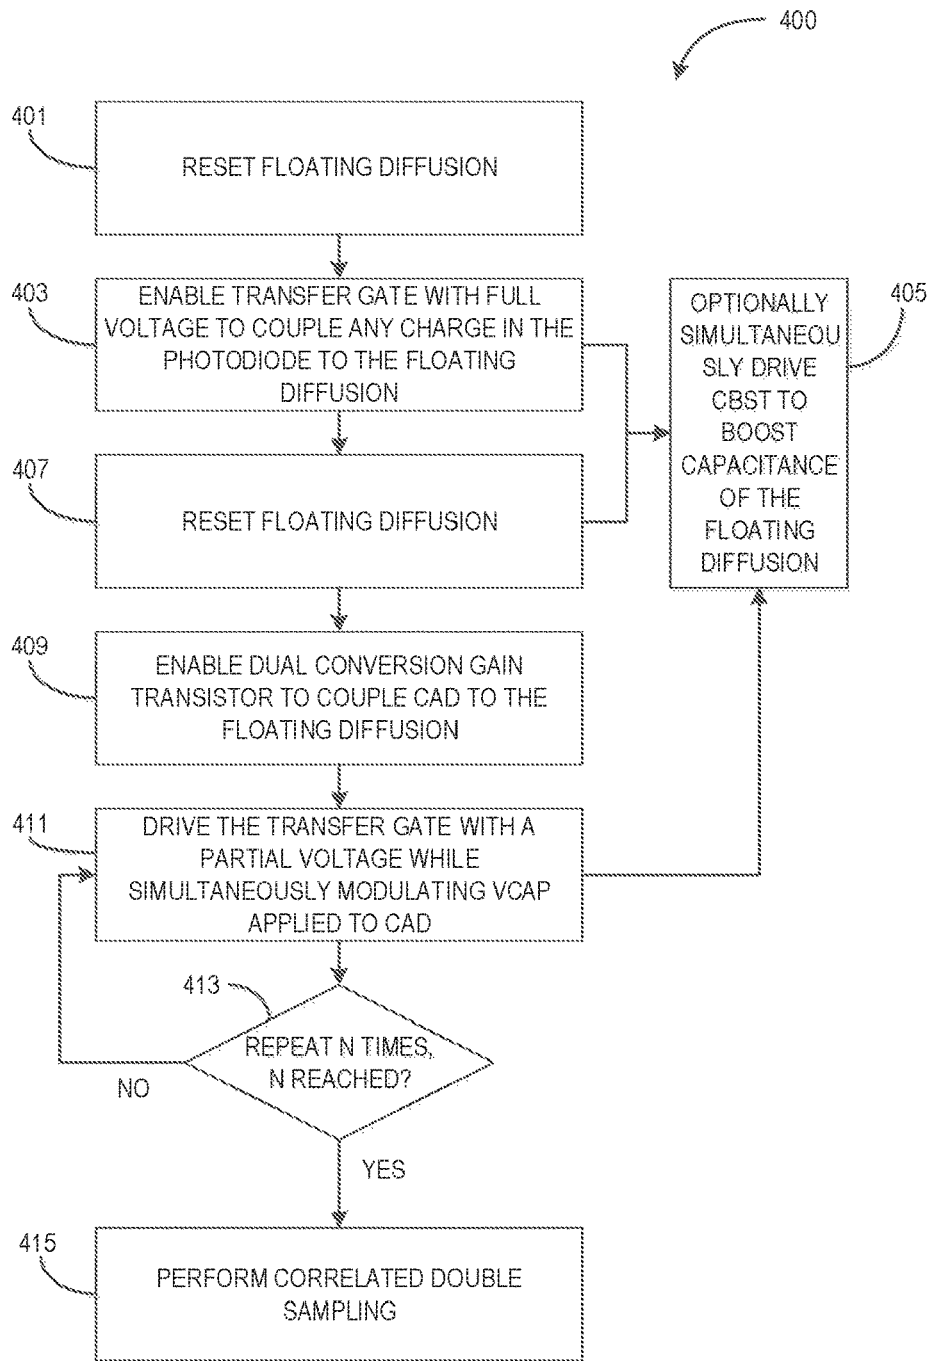 400
401
RESET FLOATING DIFFUSION
403
ENABLE TRANSFER GATE WITH FULL
VOLTAGE TO COUPLE ANY CHARGE IN THE
PHOTODIODE TO THE FLOATING
DIFFUSION
405
OPTIONALLY
SIMULTANEOU
SLY DRIVE
CBST TO
BOOST
CAPACITANCE
OF THE
FLOATING
DIFFUSION
407
RESET FLOATING DIFFUSION
409
ENABLE DUAL CONVERSION GAIN
TRANSISTOR TO COUPLE CAD TO THE
FLOATING DIFFUSION
411
DRIVE THE TRANSFER GATE WITH A
PARTIAL VOLTAGE WHILE
SIMULTANEOUSLY MODULATING VCAP
APPLIED TO CAD
413
REPEAT N TIMES,
N REACHED?
NO
YES
415
PERFORM CORRELATED DOUBLE
SAMPLING